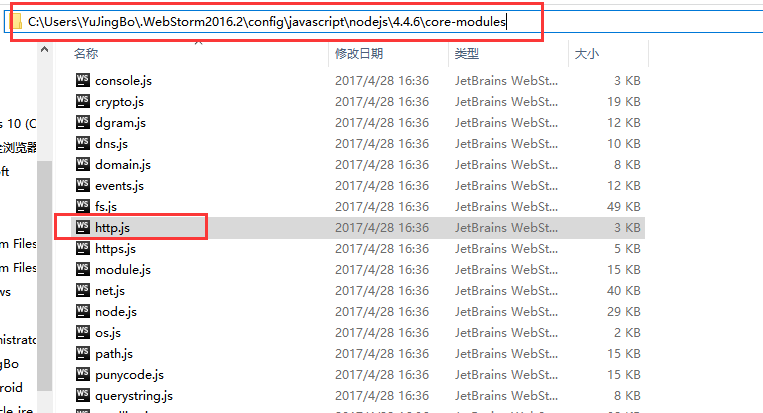 C:\Users\YuJingBo\.WebStorm2016.2\config\javascript\nodejs\4.4.6\core-modules
名称 修改日期 类型 大小
console.js 2017/4/28 16:36 JetBrains WebSt... 3 KB
crypto.js 2017/4/28 16:36 JetBrains WebSt... 19 KB
s 10 (C dgram.js 2017/4/28 16:36 JetBrains WebSt... 12 KB
全浏览器 dns.js 2017/4/28 16:36 JetBrains WebSt... 10 KB
oft domain.js 2017/4/28 16:36 JetBrains WebSt... 8 KB
events.js 2017/4/28 16:36 JetBrains WebSt... 12 KB
fs.js 2017/4/28 16:36 JetBrains WebSt... 49 KB
http.js 2017/4/28 16:36 JetBrains WebSt... 3 KB
m Files https.js 2017/4/28 16:36 JetBrains WebSt... 5 KB
m Files module.js 2017/4/28 16:36 JetBrains WebSt... 15 KB
ws net.js 2017/4/28 16:36 JetBrains WebSt... 40 KB
node.js 2017/4/28 16:36 JetBrains WebSt... 29 KB
nistrator os.js 2017/4/28 16:36 JetBrains WebSt... 2 KB
gBo path.js 2017/4/28 16:36 JetBrains WebSt... 15 KB
roid punycode.js 2017/4/28 16:36 JetBrains WebSt... 15 KB
cle_jre querystring.js 2017/4/28 16:36 JetBrains WebSt... 8 KB